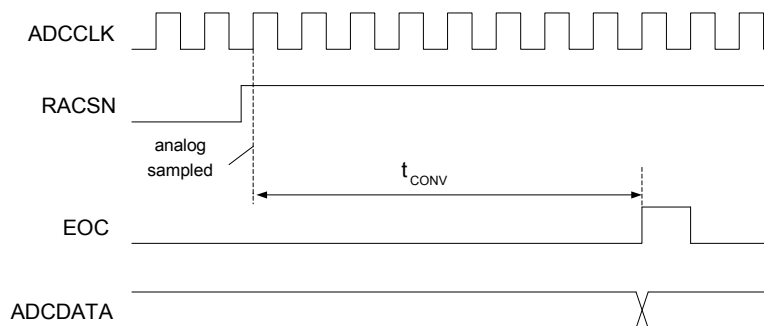 ADCCLK
RACSN
analog
sampled
tCONV
EOC
ADCDATA